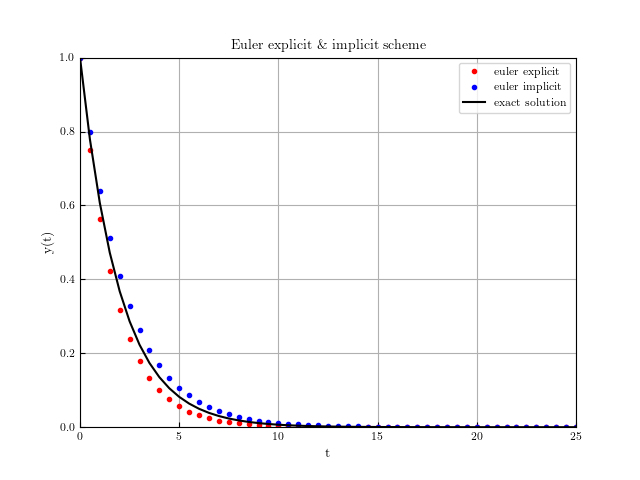 Euler explicit & implicit scheme
1.0
0.8
0.6
0.4
0.2
0.0
y(t)
euler explicit
euler implicit
exact solution
0 5 10 15 20 25
t